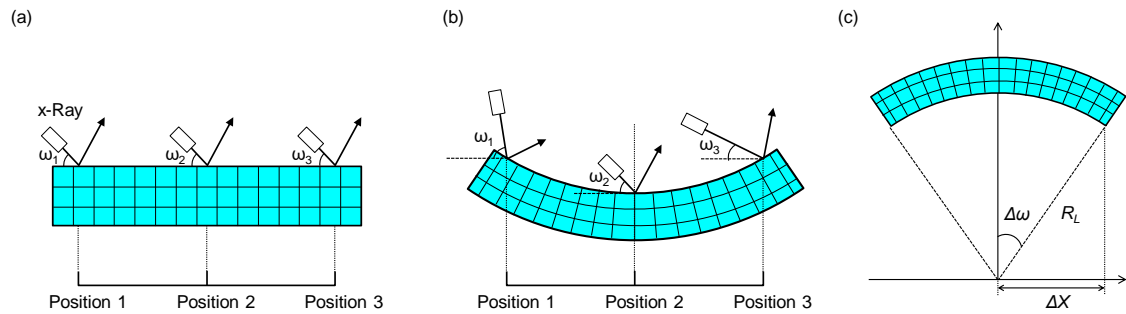 (a)
x-Ray
ω1
ω2
ω3
Position 1
Position 2
Position 3
(b)
ω1
ω2
ω3
Position 1
Position 2
Position 3
(c)
Δω
RL
ΔX